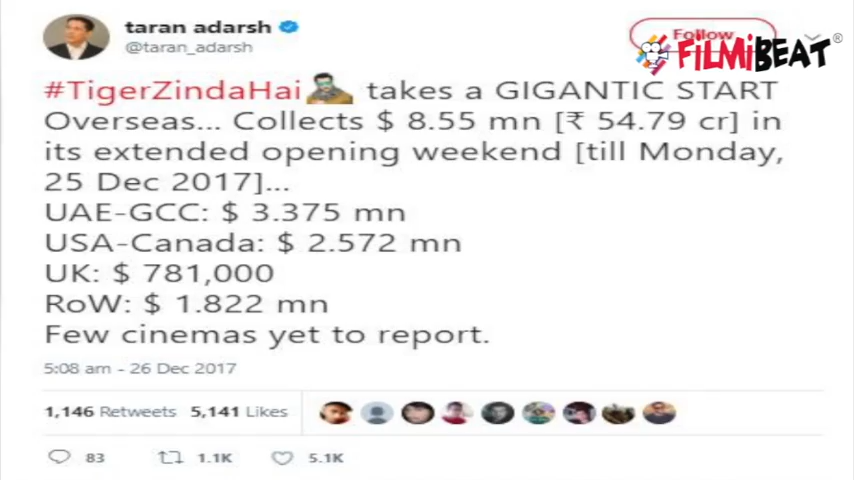 taran adarsh
@taran_adarsh
Follow
FILMIBEAT®
#TigerZindaHai takes a GIGANTIC START
Overseas... Collects $ 8.55 mn [₹ 54.79 cr] in
its extended opening weekend [till Monday,
25 Dec 2017]...
UAE-GCC: $ 3.375 mn
USA-Canada: $ 2.572 mn
UK: $ 781,000
RoW: $ 1.822 mn
Few cinemas yet to report.
5:08 am - 26 Dec 2017
1,146 Retweets 5,141 Likes
83 1.1K 5.1K